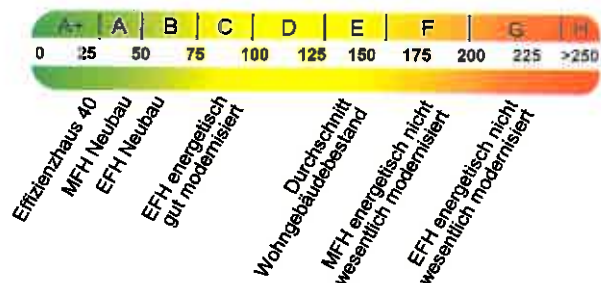 A+ A B C D E F G H
0 25 50 75 100 125 150 175 200 225 >250
Effizienzhaus 40
MFH Neubau
EFH Neubau
EFH energetisch
gut modernisiert
Durchschnitt
Wohngebäudebestand
MFH energetisch nicht
wesentlich modernisiert
EFH energetisch nicht
wesentlich modernisiert